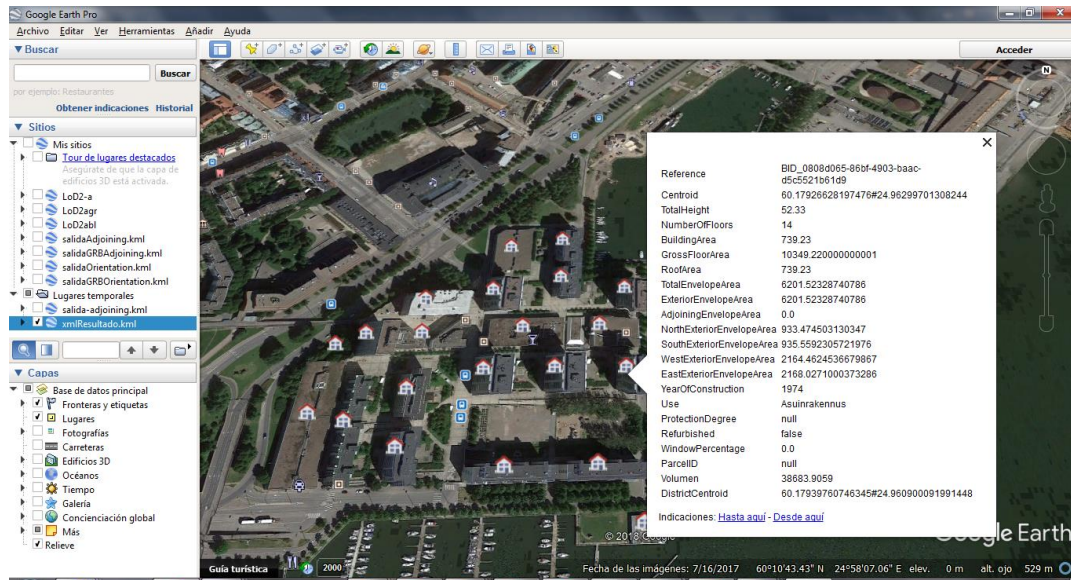 Google Earth Pro
Archivo Editar Ver Herramientas Añadir Ayuda
Buscar
Buscar
por ejemplo: Restaurantes
Obtener indicaciones Historial
Sitios
Mis sitios
Tour de lugares destacados
Asegúrate de que la capa de
edificios 3D está activada.
LoD2-a
LoD2agr
LoD2abl
salidaAdjoining.kml
salidaGRBAdjoining.kml
salidaOrientation.kml
salidaGRBOrientation.kml
Lugares temporales
salida-adjoining.kml
xmlResultado.kml
Capas
Base de datos principal
Fronteras y etiquetas
Lugares
Fotografías
Carreteras
Edificios 3D
Océanos
Tiempo
Galería
Concienciación global
Más
Relieve
Acceder
N
Reference BID_0808d065-86bf-4903-baac-
d5c5521b61d9
Centroid 60.17926628197476#24.96299701308244
TotalHeight 52.33
NumberOfFloors 14
BuildingArea 739.23
GrossFloorArea 10349.220000000001
RoofArea 739.23
TotalEnvelopeArea 6201.52328740786
ExteriorEnvelopeArea 6201.52328740786
AdjoiningEnvelopeArea 0.0
NorthExteriorEnvelopeArea 933.474503130347
SouthExteriorEnvelopeArea 935.5592305721976
WestExteriorEnvelopeArea 2164.4624536679867
EastExteriorEnvelopeArea 2168.0271000373286
YearOfConstruction 1974
Use Asuinrakennus
ProtectionDegree null
Refurbished false
WindowPercentage 0.0
ParcelID null
Volumen 38683.9059
DistrictCentroid 60.17939760746345#24.960900091991448
Indicaciones: Hasta aquí - Desde aquí
© 2018 Google
Google Earth
Guía turística 2000 Fecha de las imágenes: 7/16/2017 60°10'43.43" N 24°58'07.06" E elev. 0 m alt. ojo 529 m